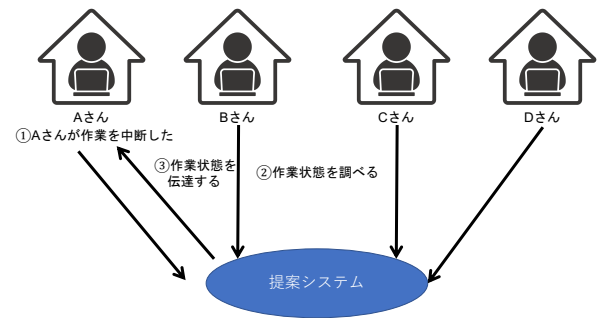 Aさん
Bさん
Cさん
Dさん
①Aさんが作業を中断した
③作業状態を
伝達する
②作業状態を調べる
提案システム